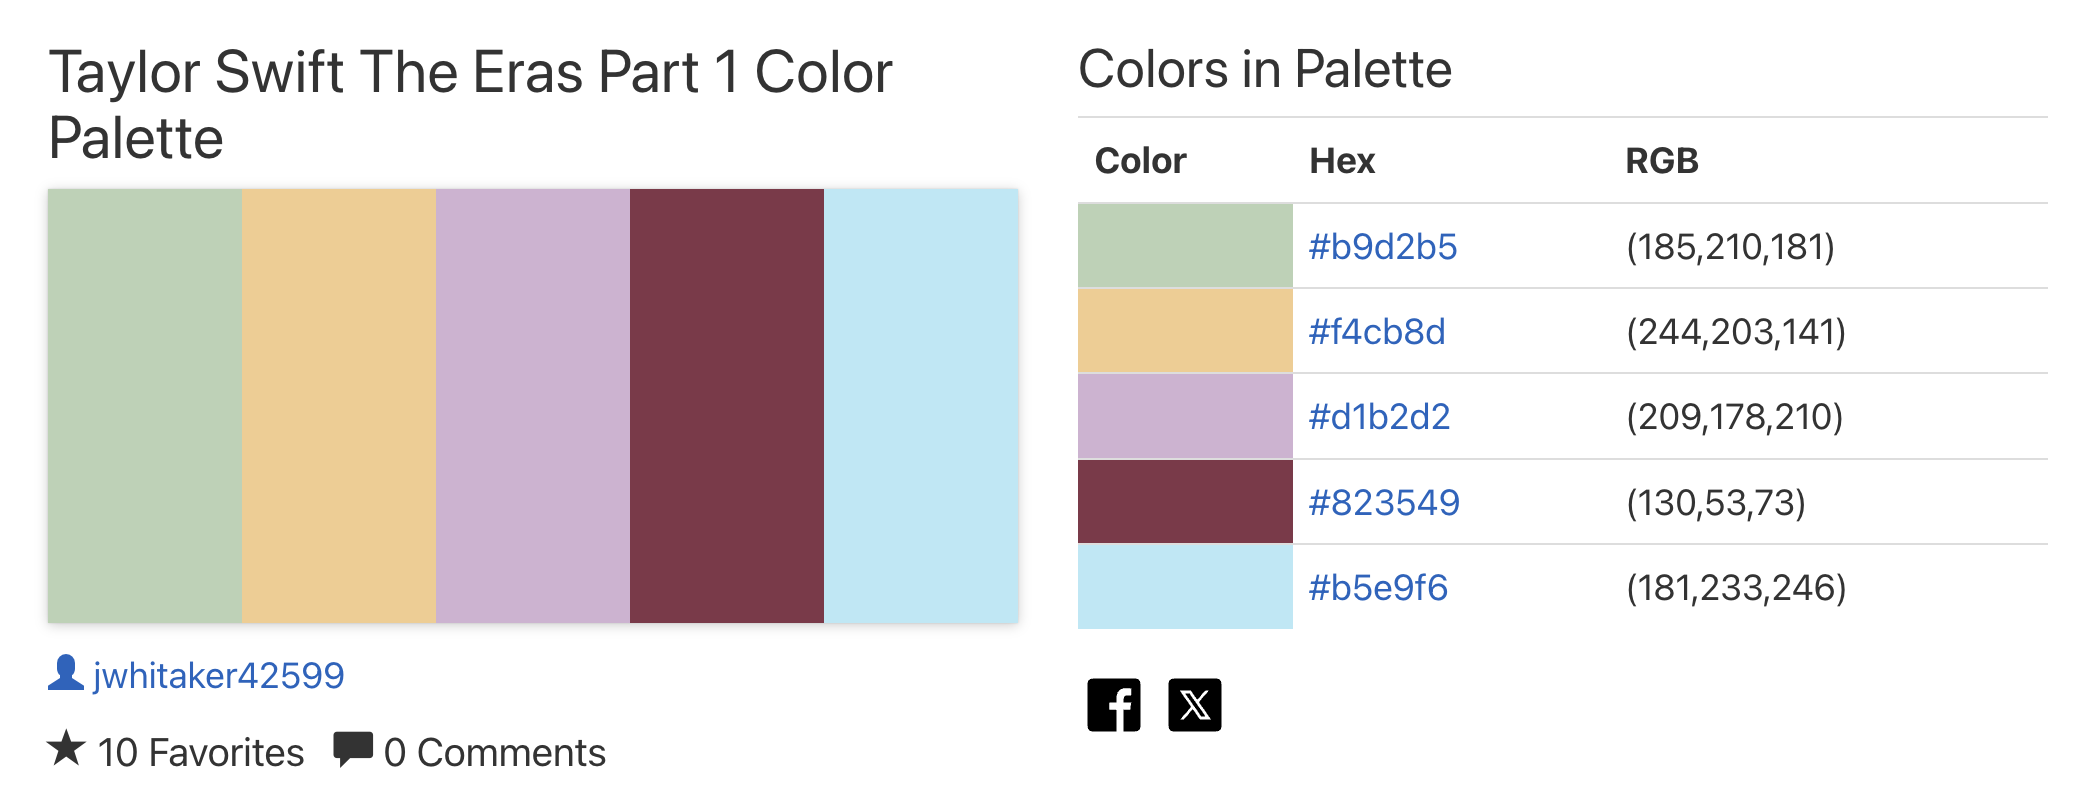 Taylor Swift The Eras Part 1 Color
Palette
jwhitaker42599
10 Favorites 0 Comments
Colors in Palette
Color Hex RGB
#b9d2b5 (185,210,181)
#f4cb8d (244,203,141)
#d1b2d2 (209,178,210)
#823549 (130,53,73)
#b5e9f6 (181,233,246)